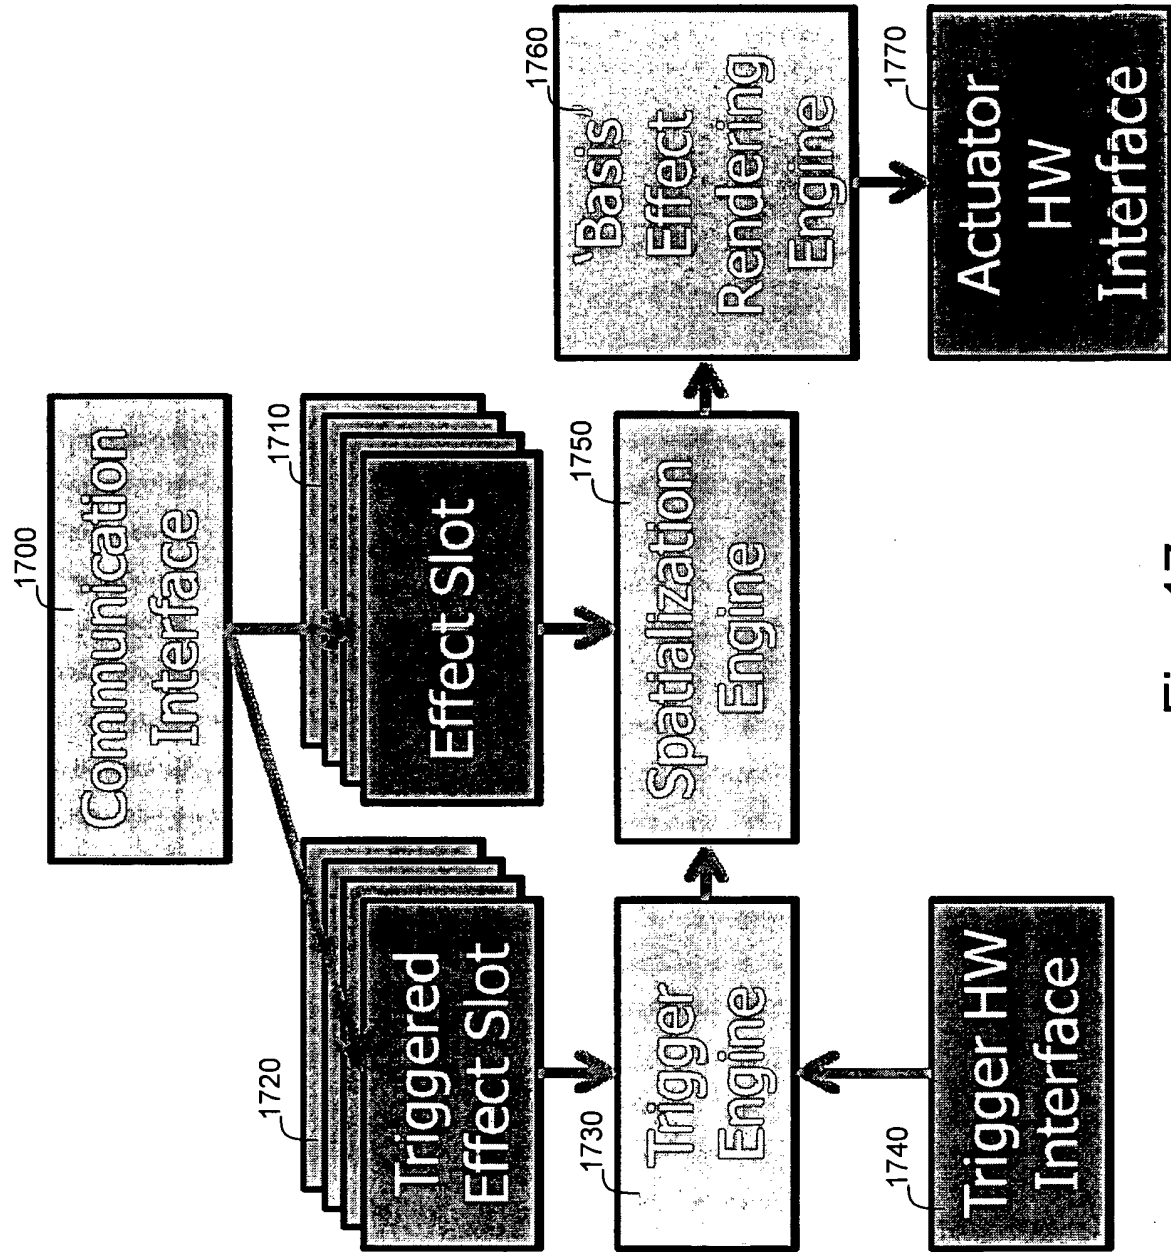 1700
Communication
Interface
1710
Effect Slot
1720
Triggered
Effect Slot
1730
Trigger
Engine
1740
Trigger HW
Interface
1750
Spatialization
Engine
1760
‘Basis’
Effect
Rendering
Engine
1770
Actuator
HW
Interface